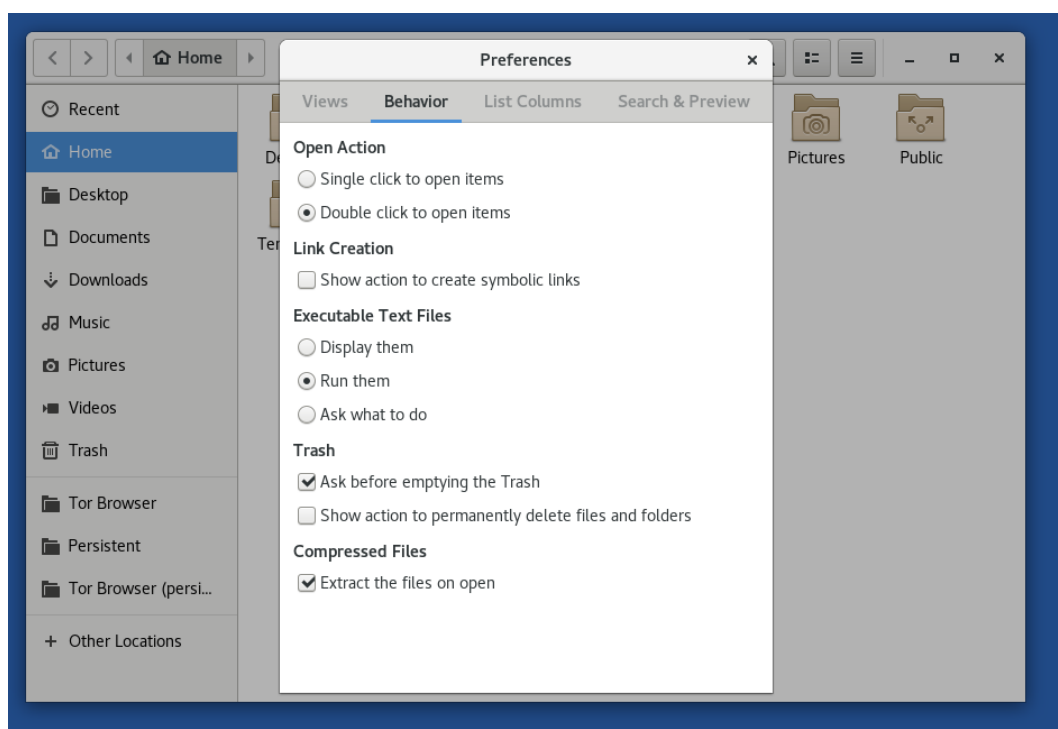 Home
Preferences
Recent
Home
Desktop
Documents
Downloads
Music
Pictures
Videos
Trash
Tor Browser
Persistent
Tor Browser (persi...
Other Locations
Views Behavior List Columns Search & Preview
Open Action
Single click to open items
Double click to open items
Link Creation
Show action to create symbolic links
Executable Text Files
Display them
Run them
Ask what to do
Trash
Ask before emptying the Trash
Show action to permanently delete files and folders
Compressed Files
Extract the files on open
Pictures
Public